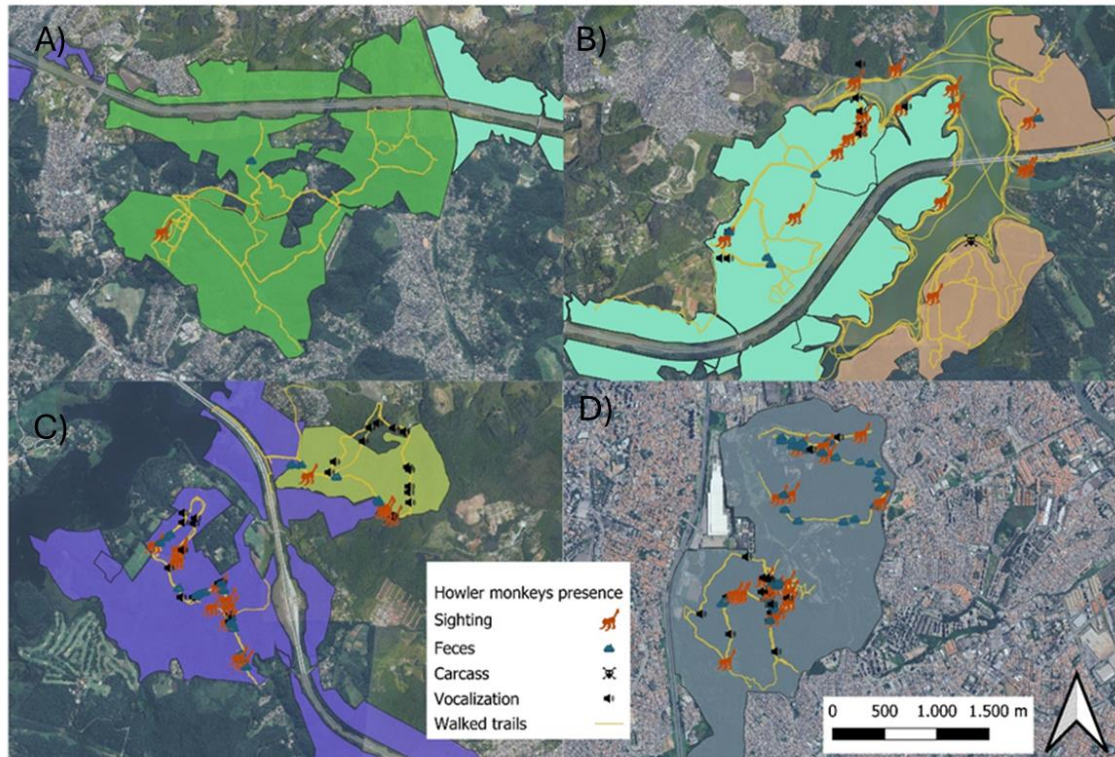 A)
B)
C)
D)
Howler monkeys presence
Sighting
Feces
Carcass
Vocalization
Walked trails
0 500 1.000 1.500 m